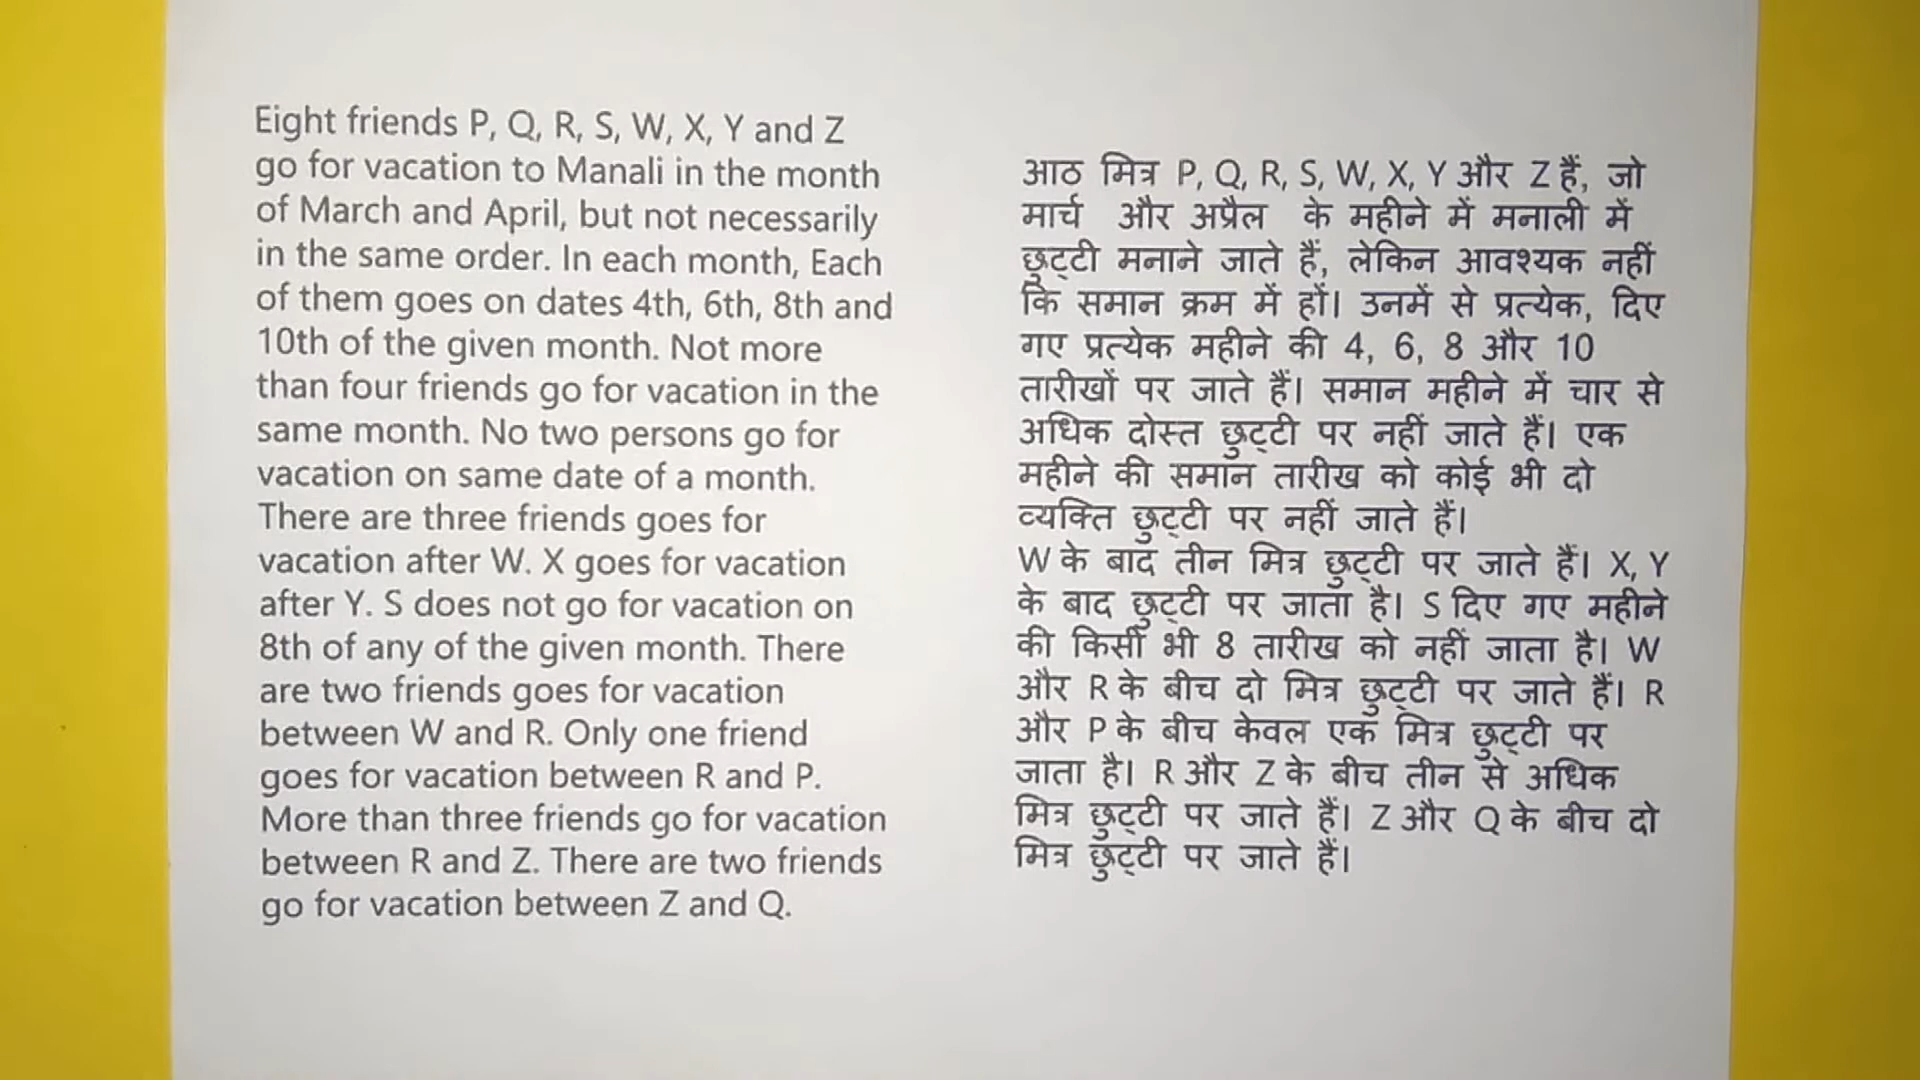 Eight friends P, Q, R, S, W, X, Y and Z
go for vacation to Manali in the month
of March and April, but not necessarily
in the same order. In each month, Each
of them goes on dates 4th, 6th, 8th and
10th of the given month. Not more
than four friends go for vacation in the
same month. No two persons go for
vacation on same date of a month.
There are three friends goes for
vacation after W. X goes for vacation
after Y. S does not go for vacation on
8th of any of the given month. There
are two friends goes for vacation
between W and R. Only one friend
goes for vacation between R and P.
More than three friends go for vacation
between R and Z. There are two friends
go for vacation between Z and Q.
आठ मित्र P, Q, R, S, W, X, Y और Z हैं, जो
मार्च और अप्रैल के महीने में मनाली में
छुट्टी मनाने जाते हैं, लेकिन आवश्यक नहीं
कि समान क्रम में हों। उनमें से प्रत्येक, दिए
गए प्रत्येक महीने की 4, 6, 8 और 10
तारीखों पर जाते हैं। समान महीने में चार से
अधिक दोस्त छुट्टी पर नहीं जाते हैं। एक
महीने की समान तारीख को कोई भी दो
व्यक्ति छुट्टी पर नहीं जाते हैं।
W के बाद तीन मित्र छुट्टी पर जाते हैं। X, Y
के बाद छुट्टी पर जाता है। S दिए गए महीने
की किसी भी 8 तारीख को नहीं जाता है। W
और R के बीच दो मित्र छुट्टी पर जाते हैं। R
और P के बीच केवल एक मित्र छुट्टी पर
जाता है। R और Z के बीच तीन से अधिक
मित्र छुट्टी पर जाते हैं। Z और Q के बीच दो
मित्र छुट्टी पर जाते हैं।